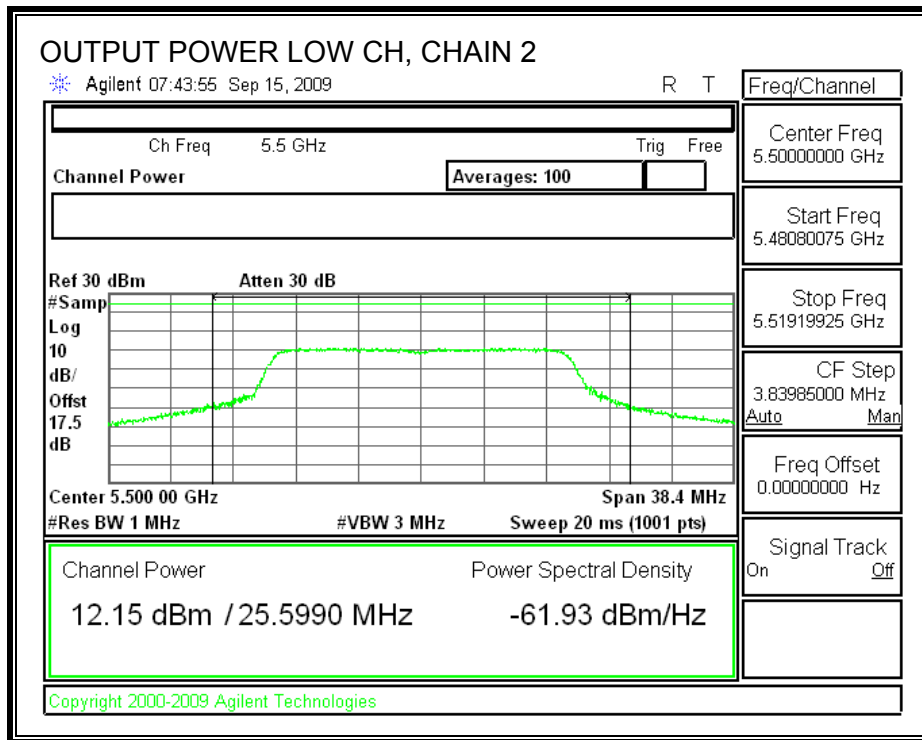 OUTPUT POWER LOW CH, CHAIN 2
Agilent 07:43:55 Sep 15, 2009 R T
Freq/Channel
Ch Freq 5.5 GHz Trig Free
Channel Power Averages: 100
Center Freq
5.50000000 GHz
Start Freq
5.48080075 GHz
Stop Freq
5.51919925 GHz
CF Step
3.83985000 MHz
Auto Man
Freq Offset
0.00000000 Hz
Signal Track
On Off
Ref 30 dBm Atten 30 dB
#Samp
Log
10
dB/
Offst
17.5
dB
Center 5.500 00 GHz Span 38.4 MHz
#Res BW 1 MHz #VBW 3 MHz Sweep 20 ms (1001 pts)
Channel Power Power Spectral Density
12.15 dBm / 25.5990 MHz -61.93 dBm/Hz
Copyright 2000-2009 Agilent Technologies